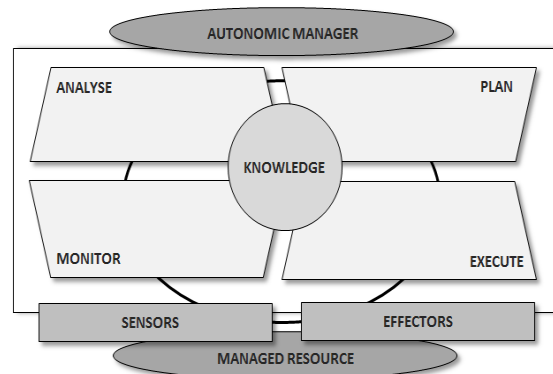 AUTONOMIC MANAGER
ANALYSE
PLAN
KNOWLEDGE
MONITOR
EXECUTE
SENSORS
EFFECTORS
MANAGED RESOURCE